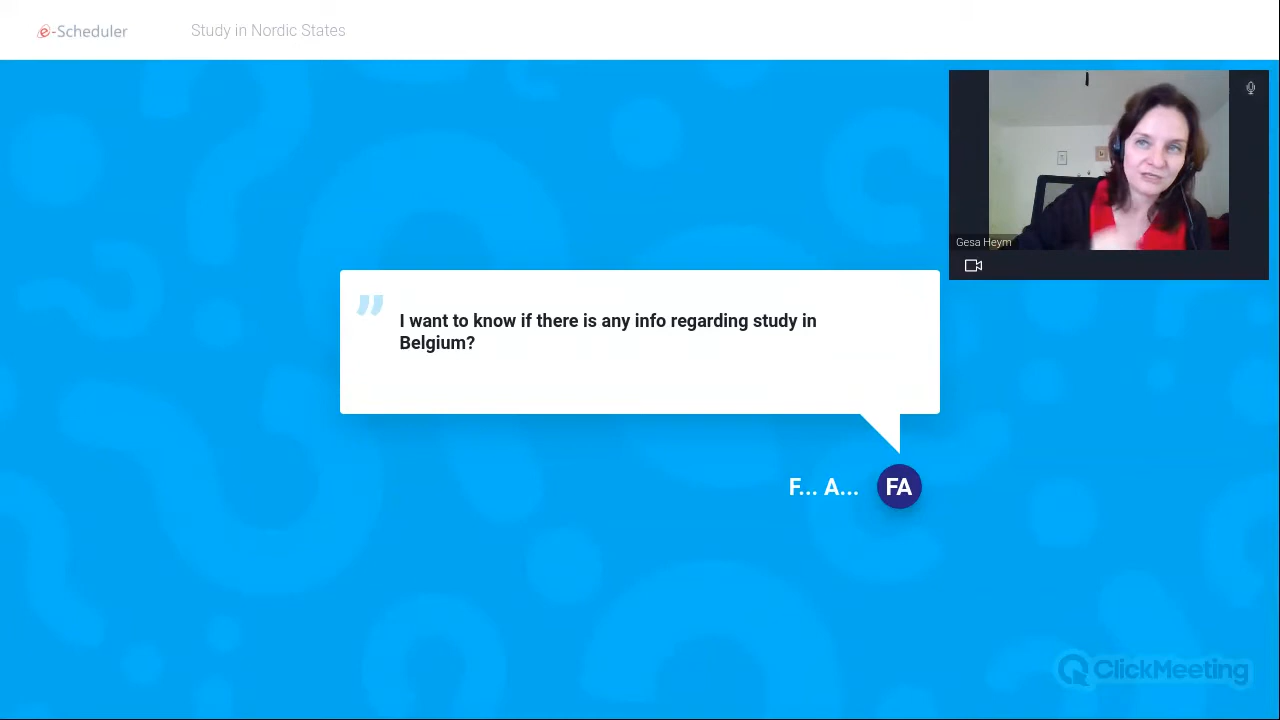 e-Scheduler
Study in Nordic States
Gesa Heym
I want to know if there is any info regarding study in
Belgium?
F... A...
FA
ClickMeeting